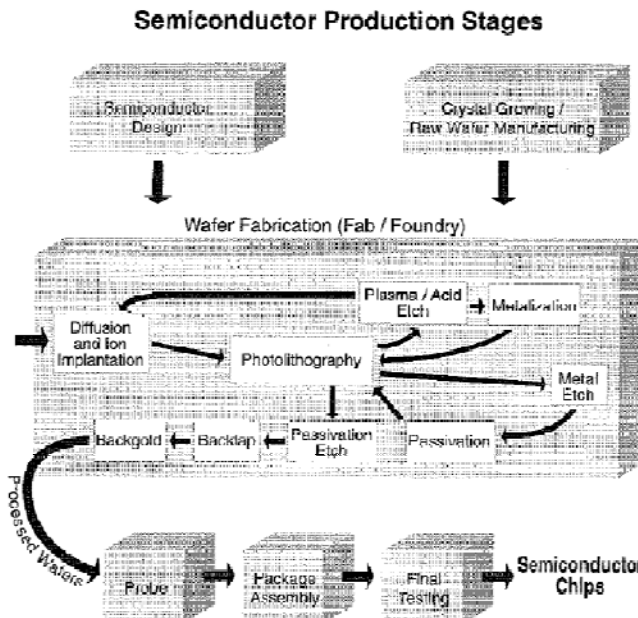 Semiconductor Production Stages
Semiconductor
Design
Crystal Growing /
Raw Wafer Manufacturing
Wafer Fabrication (Fab / Foundry)
Plasma / Acid
Etch
Metalization
Diffusion
and Ion
Implantation
Photolithography
Metal
Etch
Backgold
Backlap
Passivation
Etch
Passivation
Processed Wafers
Probe
Package
Assembly
Final
Testing
Semiconductor
Chips